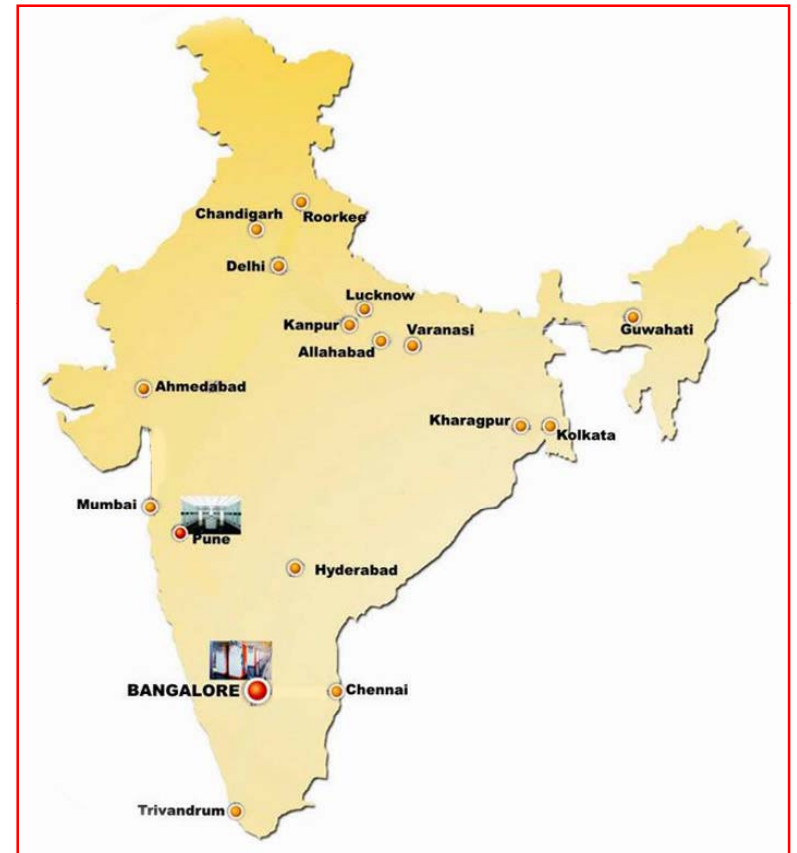 Chandigarh
Roorkee
Delhi
Lucknow
Kanpur
Varanasi
Allahabad
Guwahati
Ahmedabad
Kharagpur
Kolkata
Mumbai
Pune
Hyderabad
BANGALORE
Chennai
Trivandrum